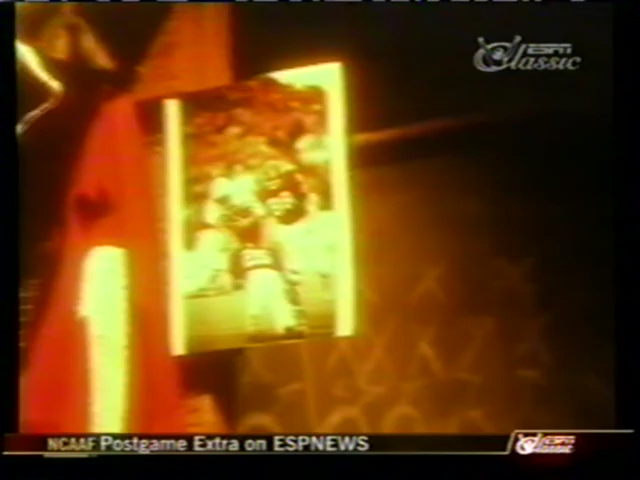 ESPN
Classic
NCAAF Postgame Extra on ESPNEWS
ESPN
Classic